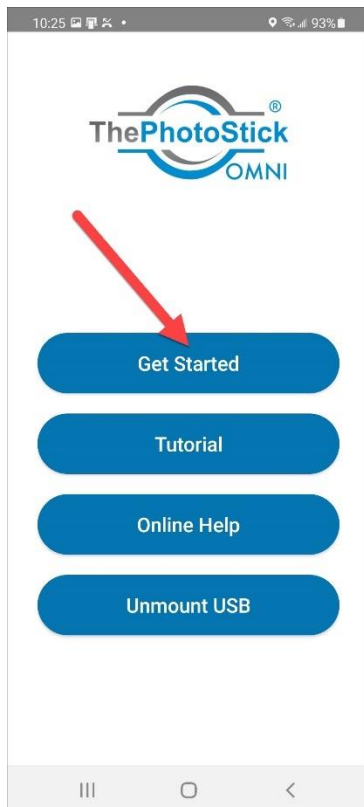 10:25 93%
ThePhotoStick®
OMNI
Get Started
Tutorial
Online Help
Unmount USB